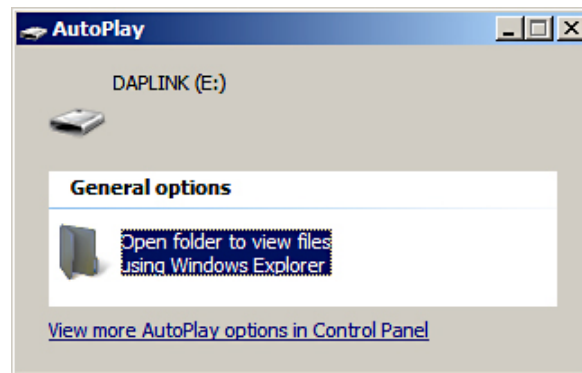 AutoPlay
DAPLINK (E:)
General options
Open folder to view files
using Windows Explorer
View more AutoPlay options in Control Panel